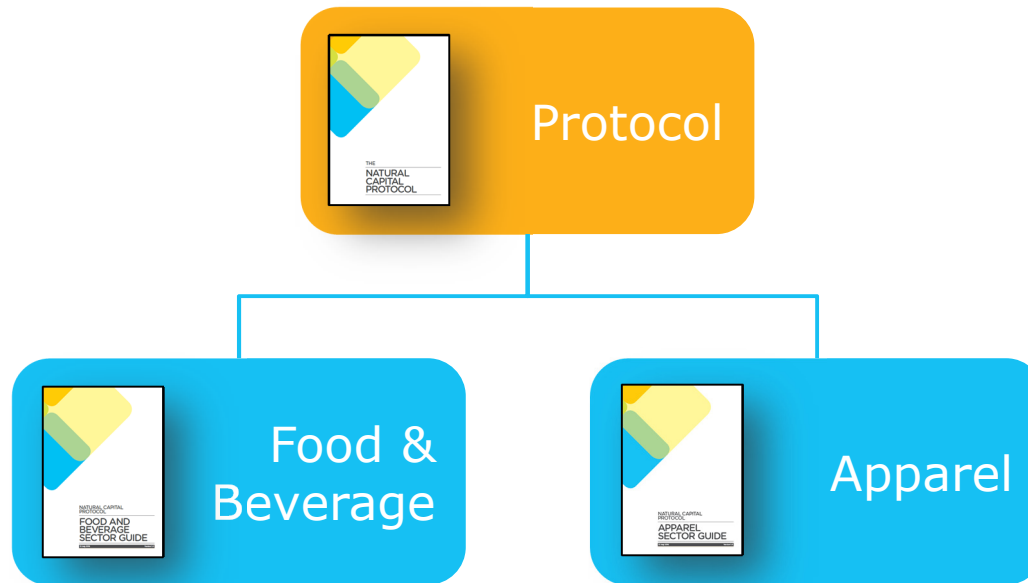 Protocol
THE
NATURAL
CAPITAL
PROTOCOL
Food &
Beverage
NATURAL CAPITAL
PROTOCOL
FOOD AND
BEVERAGE
SECTOR GUIDE
Apparel
NATURAL CAPITAL
PROTOCOL
APPAREL
SECTOR GUIDE